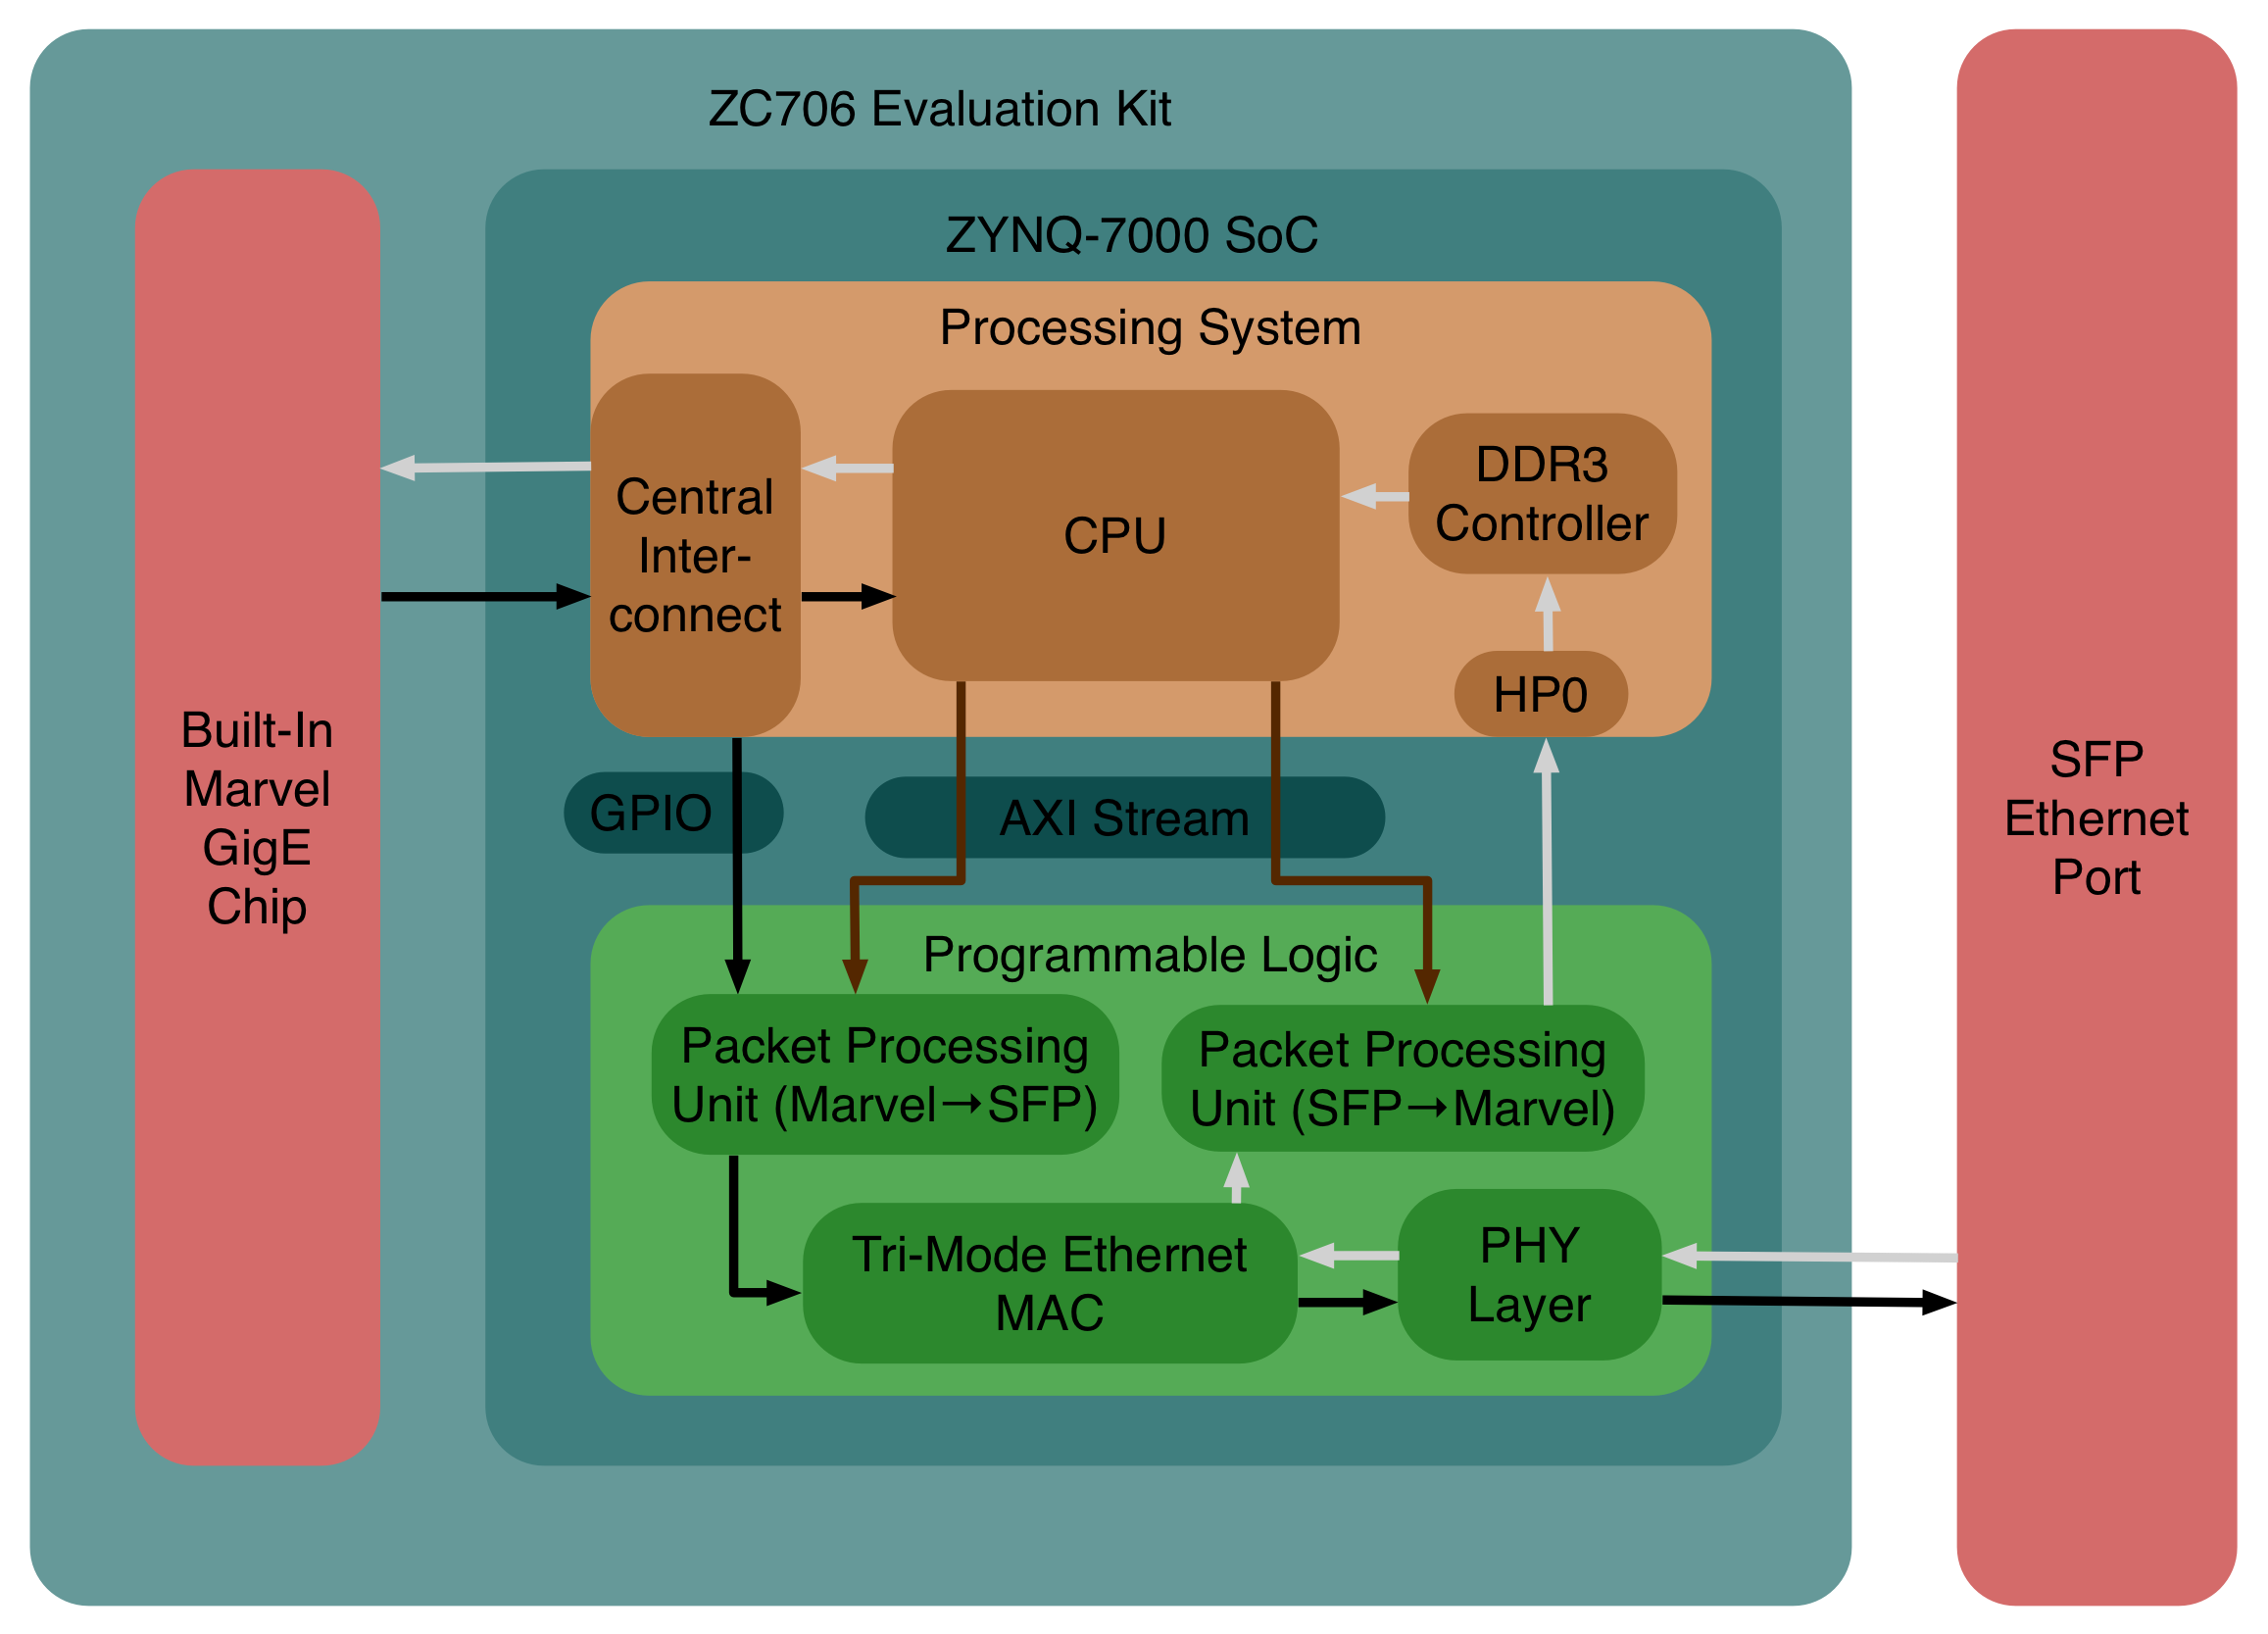 ZC706 Evaluation Kit
ZYNQ-7000 SoC
Processing System
Central
Inter-
connect
CPU
DDR3
Controller
HP0
Built-In
Marvel
GigE
Chip
SFP
Ethernet
Port
GPIO
AXI Stream
Programmable Logic
Packet Processing
Unit (Marvel→SFP)
Packet Processing
Unit (SFP→Marvel)
Tri-Mode Ethernet
MAC
PHY
Layer